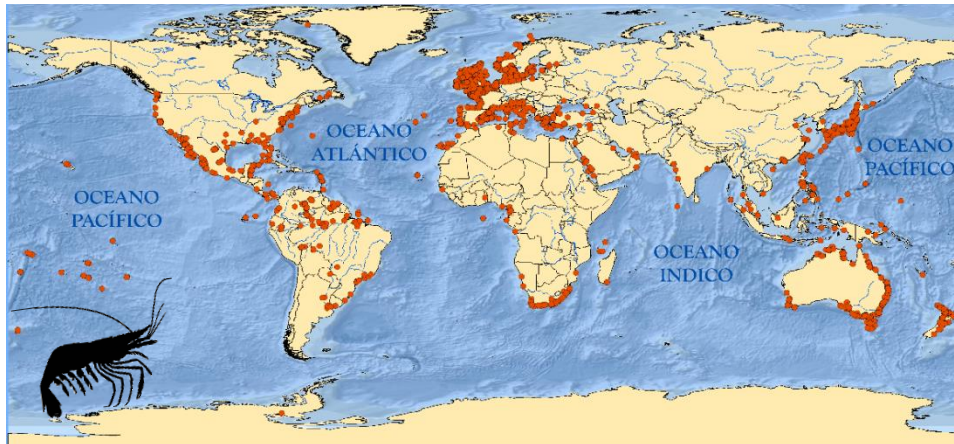 OCEANO
ATLÁNTICO
OCEANO
PACÍFICO
OCEANO
PACÍFICO
OCEANO
INDICO